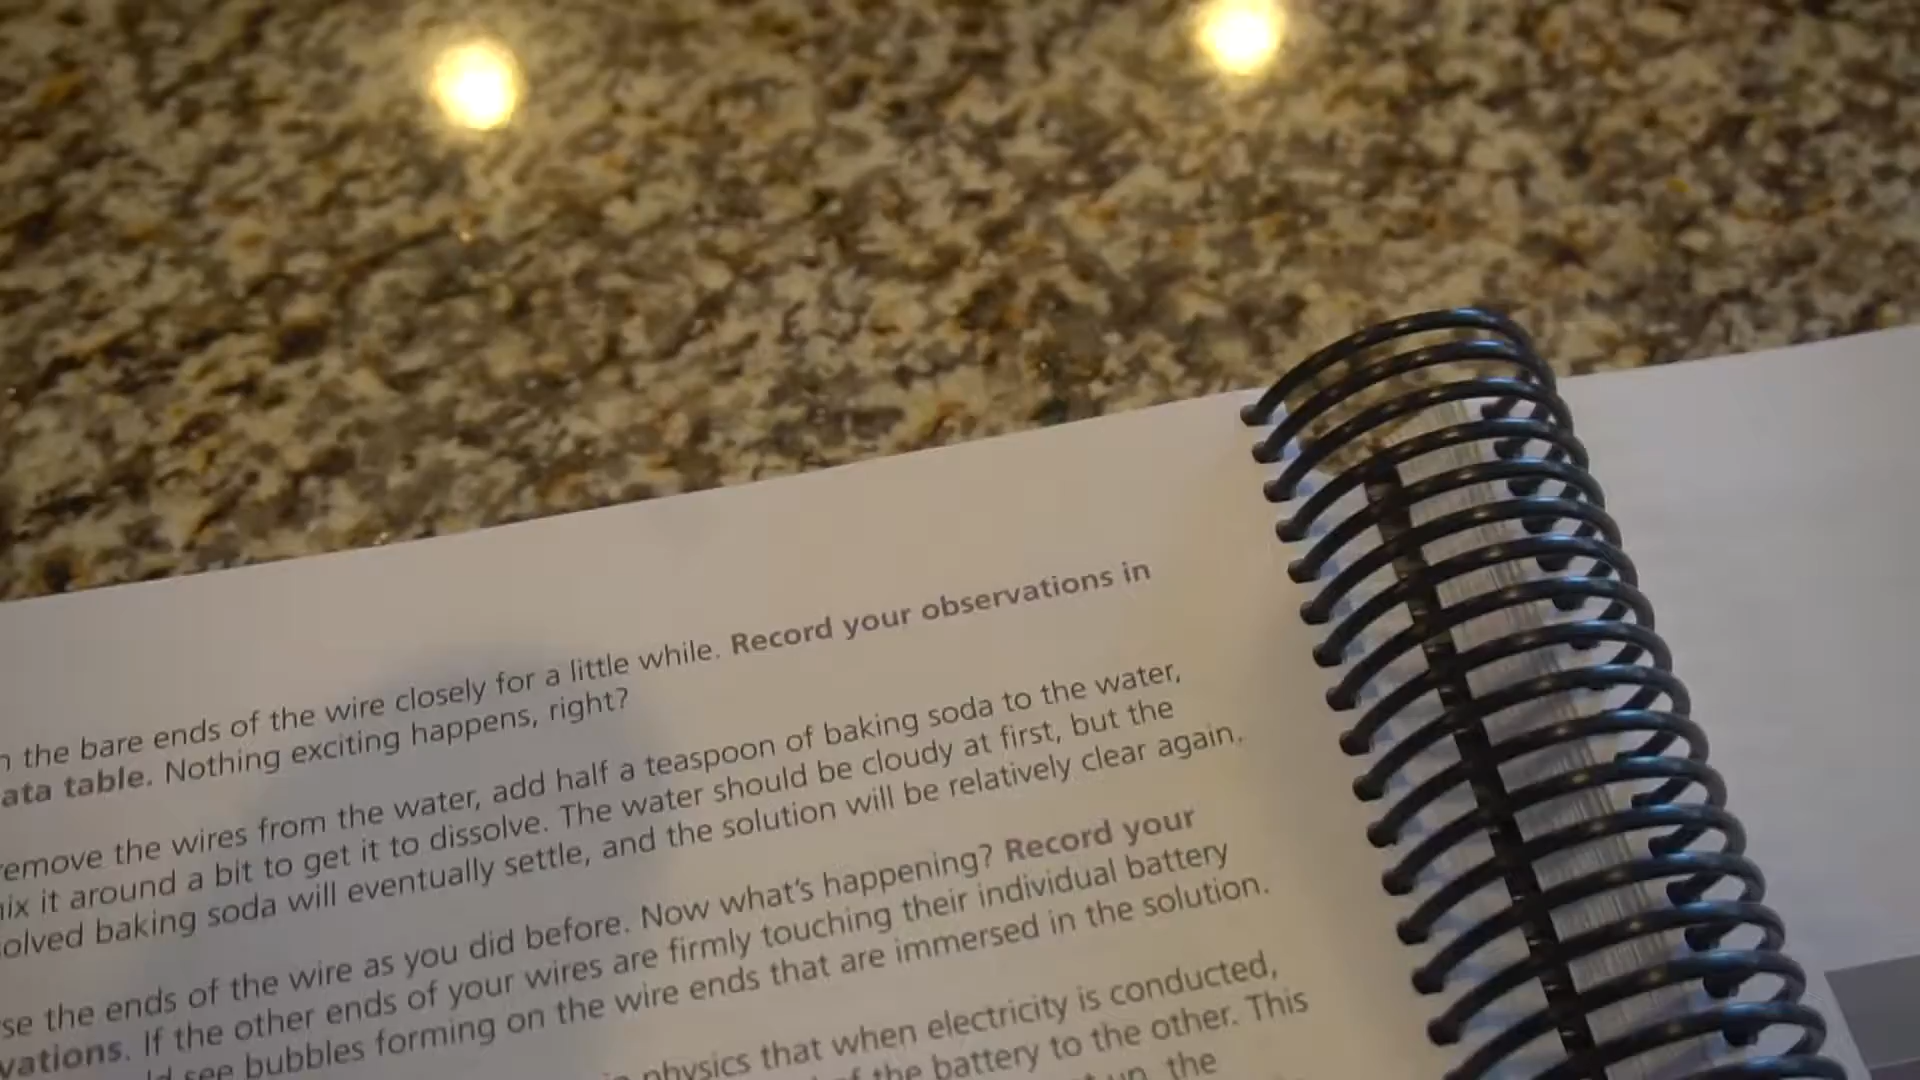 the bare ends of the wire closely for a little while. Record your observations in
ata table. Nothing exciting happens, right?
emove the wires from the water, add half a teaspoon of baking soda to the water,
ix it around a bit to get it to dissolve. The water should be cloudy at first, but the
olved baking soda will eventually settle, and the solution will be relatively clear again.
se the ends of the wire as you did before. Now what's happening? Record your
vations. If the other ends of your wires are firmly touching their individual battery
see bubbles forming on the wire ends that are immersed in the solution.
physics that when electricity is conducted,
the battery to the other. This
the